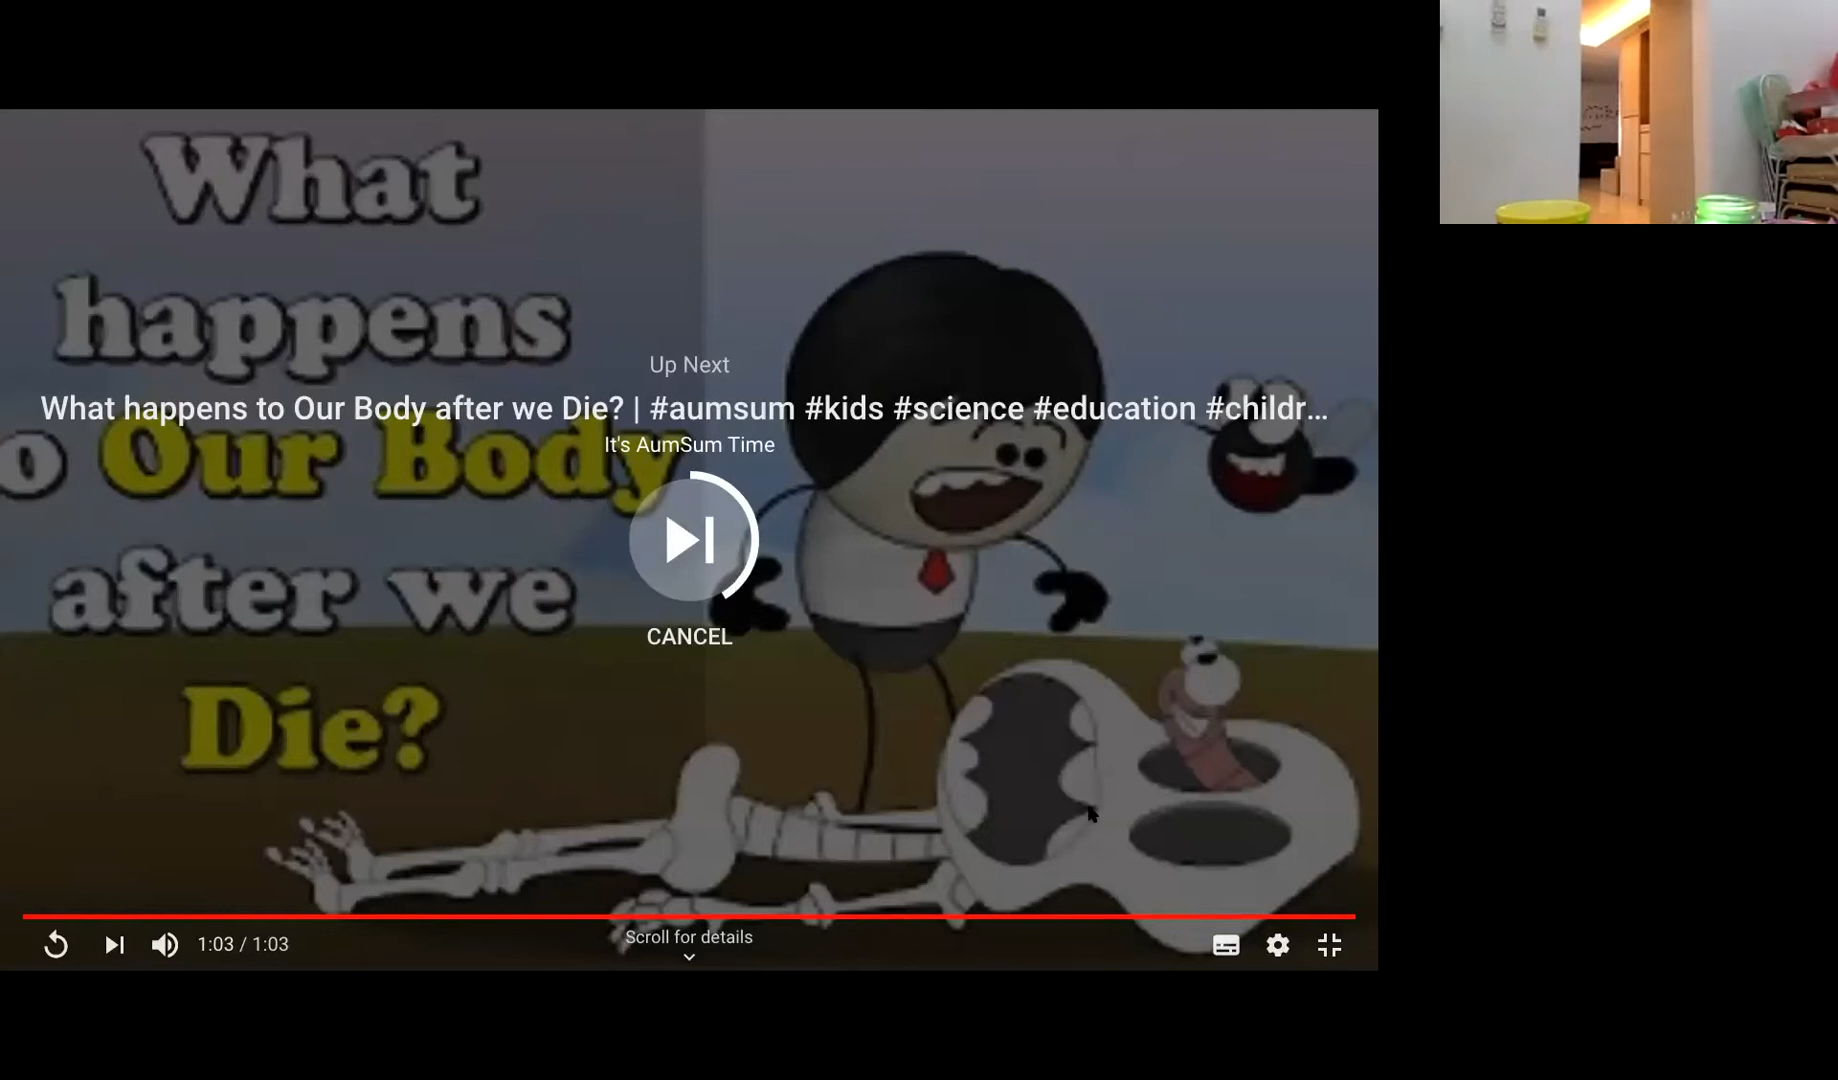 What
happens
o Our Body
after we
Die?
Up Next
What happens to Our Body after we Die? | #aumsum #kids #science #education #childr...
It's AumSum Time
CANCEL
1:03 / 1:03
Scroll for details